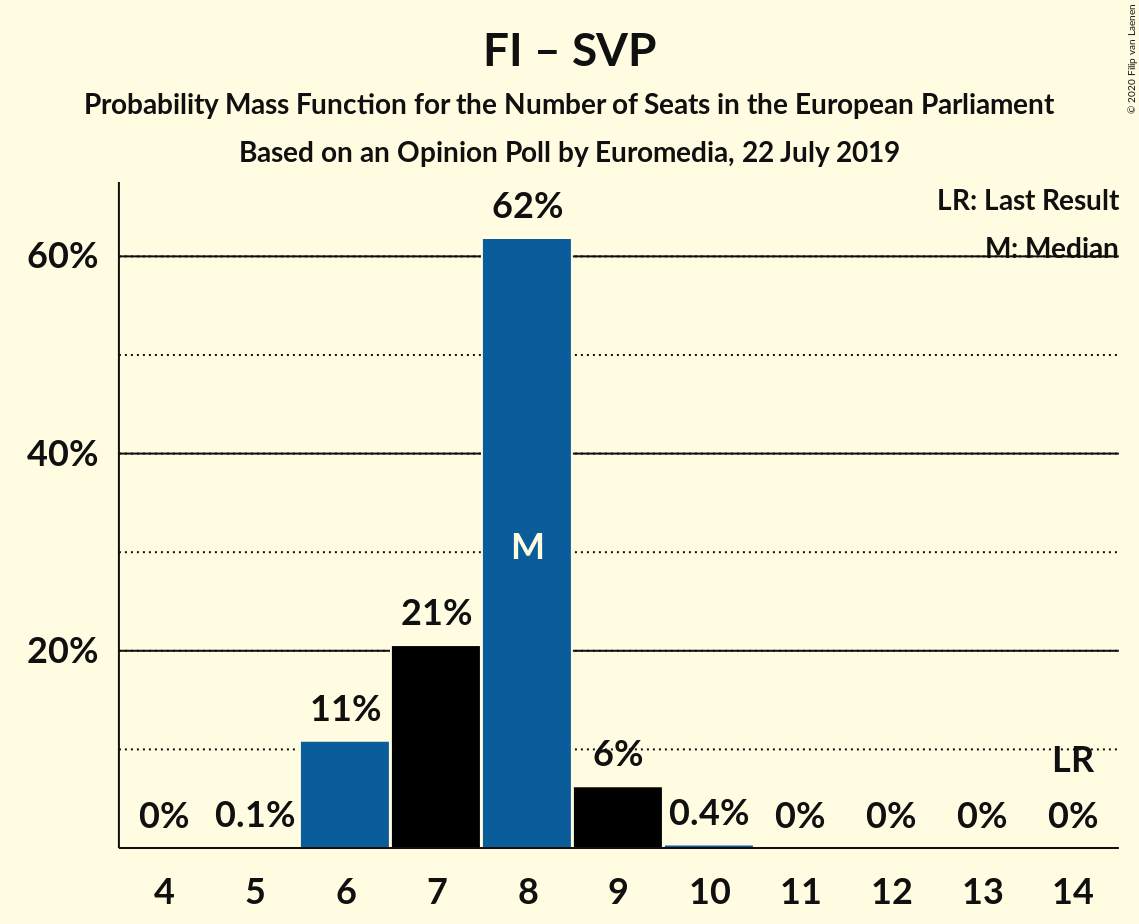 FI – SVP
Probability Mass Function for the Number of Seats in the European Parliament
Based on an Opinion Poll by Euromedia, 22 July 2019
© 2020 Filip van Laenen
LR: Last Result
M: Median
60%
40%
20%
0%
0.1%
11%
21%
62%
M
6%
0.4%
0%
0%
0%
LR
0%
4 5 6 7 8 9 10 11 12 13 14